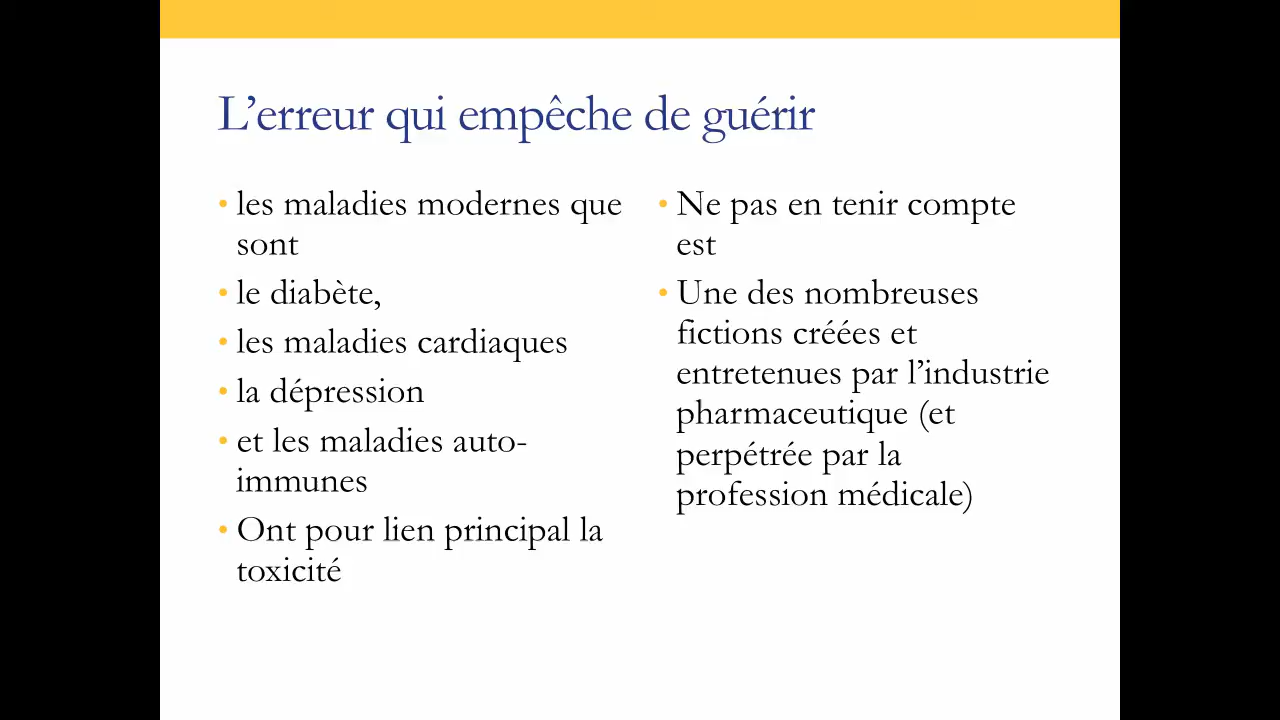 L’erreur qui empêche de guérir
• les maladies modernes que
sont
• le diabète,
• les maladies cardiaques
• la dépression
• et les maladies auto-
immunes
• Ont pour lien principal la
toxicité
• Ne pas en tenir compte
est
• Une des nombreuses
fictions créées et
entretenues par l’industrie
pharmaceutique (et
perpétrée par la
profession médicale)